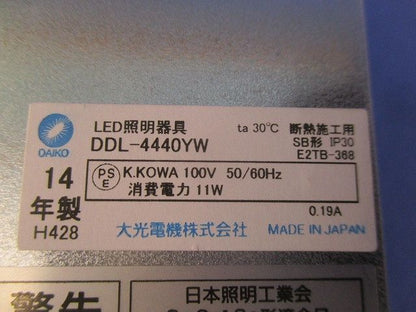 DAIKO
LED照明器具 ta 30℃ 断熱施工用
DDL-4440YW SB形 IP30
E2TB-368
14
年製
H428
PS
E
K.KOWA 100V 50/60Hz
消費電力 11W
0.19A
大光電機株式会社 MADE IN JAPAN
警告
日本照明工業会